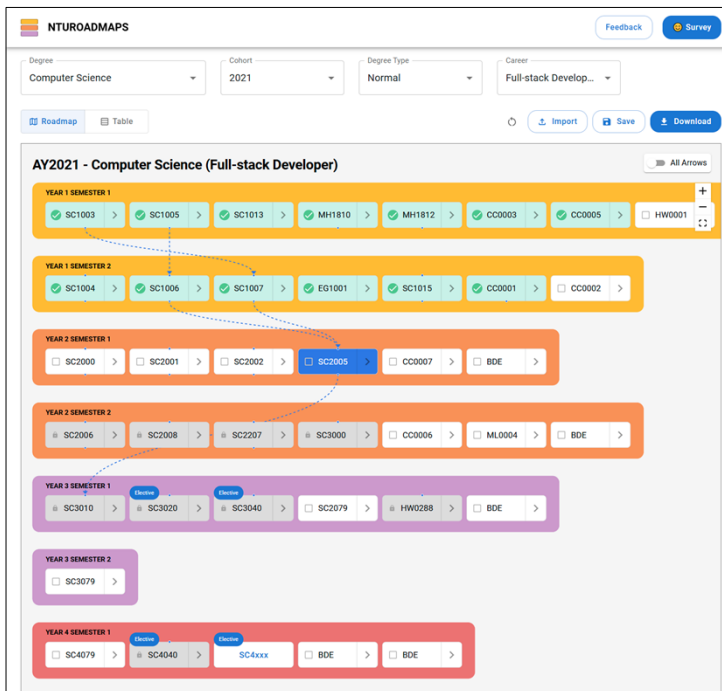 NTUROADMAPS
Feedback
Survey
Degree
Computer Science
Cohort
2021
Degree Type
Normal
Career
Full-stack Develop...
Roadmap
Table
Import
Save
Download
AY2021 - Computer Science (Full-stack Developer)
All Arrows
YEAR 1 SEMESTER 1
SC1003 SC1005 SC1013 MH1810 MH1812 CC0003 CC0005 HW0001
YEAR 1 SEMESTER 2
SC1004 SC1006 SC1007 EG1001 SC1015 CC0001 CC0002
YEAR 2 SEMESTER 1
SC2000 SC2001 SC2002 SC2005 CC0007 BDE
YEAR 2 SEMESTER 2
SC2006 SC2008 SC2207 SC3000 CC0006 ML0004 BDE
YEAR 3 SEMESTER 1
Elective Elective
SC3010 SC3020 SC3040 SC2079 HW0288 BDE
YEAR 3 SEMESTER 2
SC3079
YEAR 4 SEMESTER 1
Elective Elective
SC4079 SC4040 SC4xxx BDE BDE